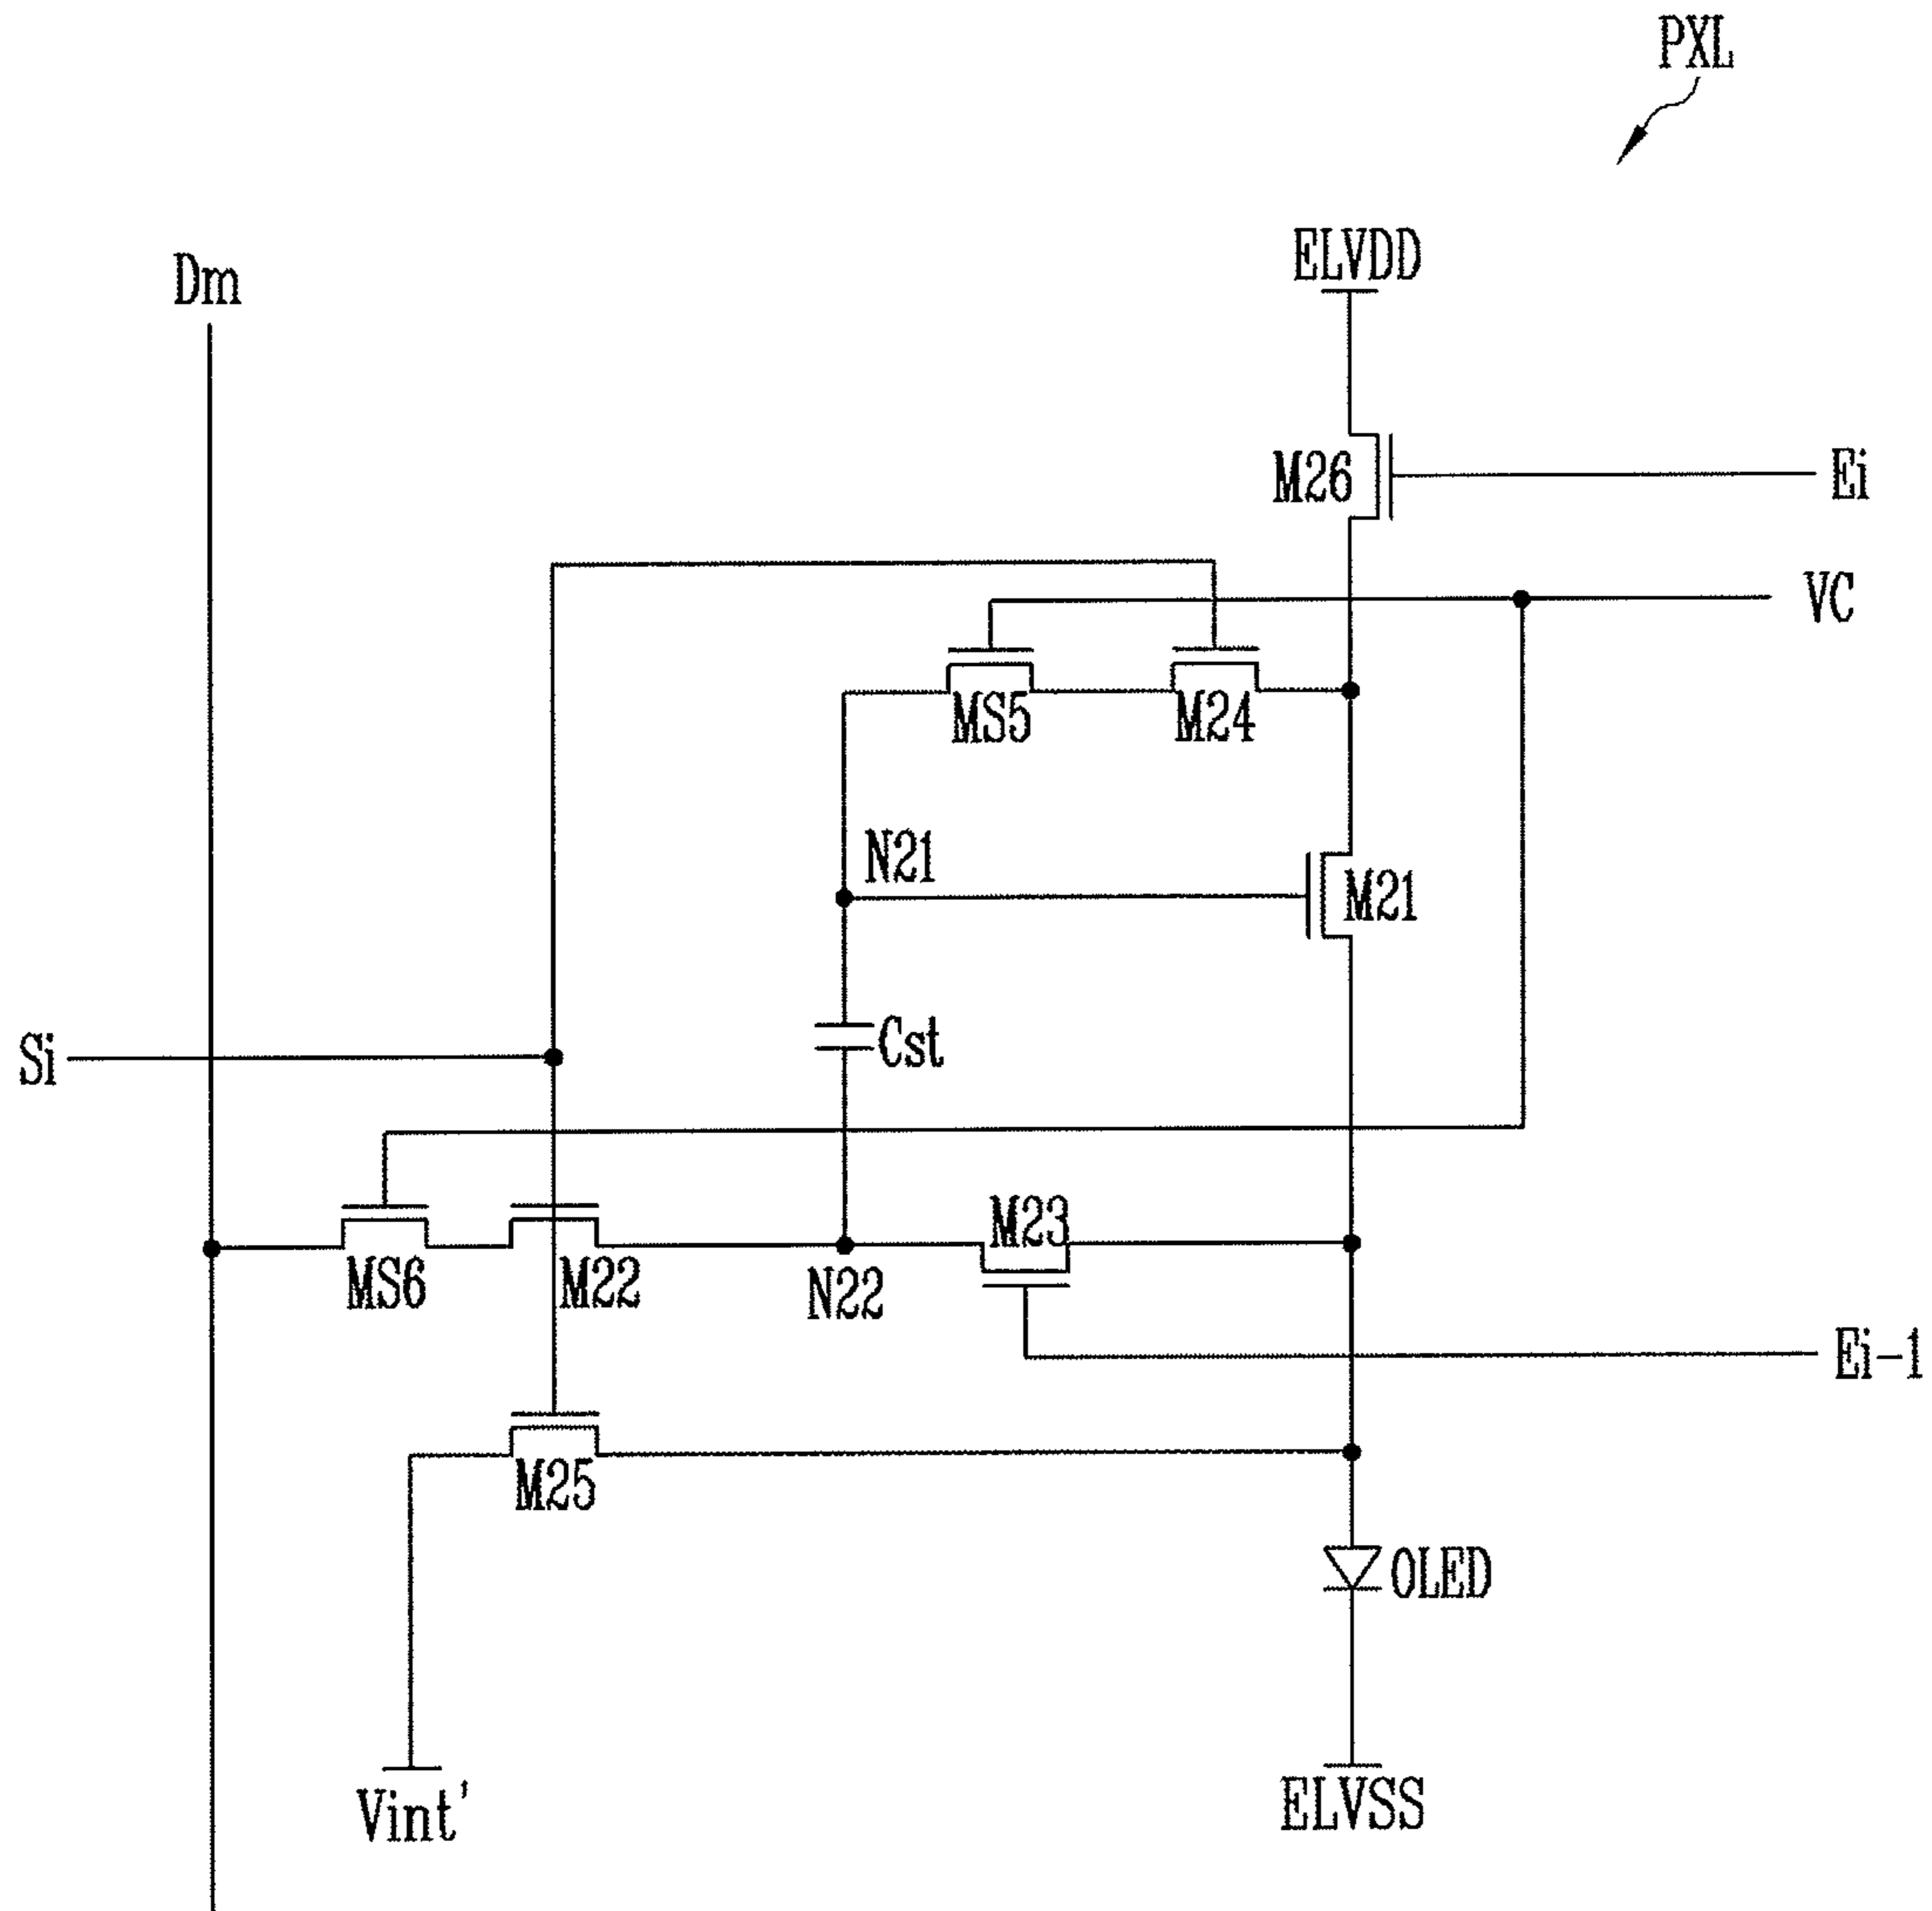 PXL
ELVDD
Dm
M26
Ei
VC
MS5
M24
N21
M21
Cst
Si
M23
MS6
M22
N22
Ei-1
M25
OLED
Vint'
ELVSS